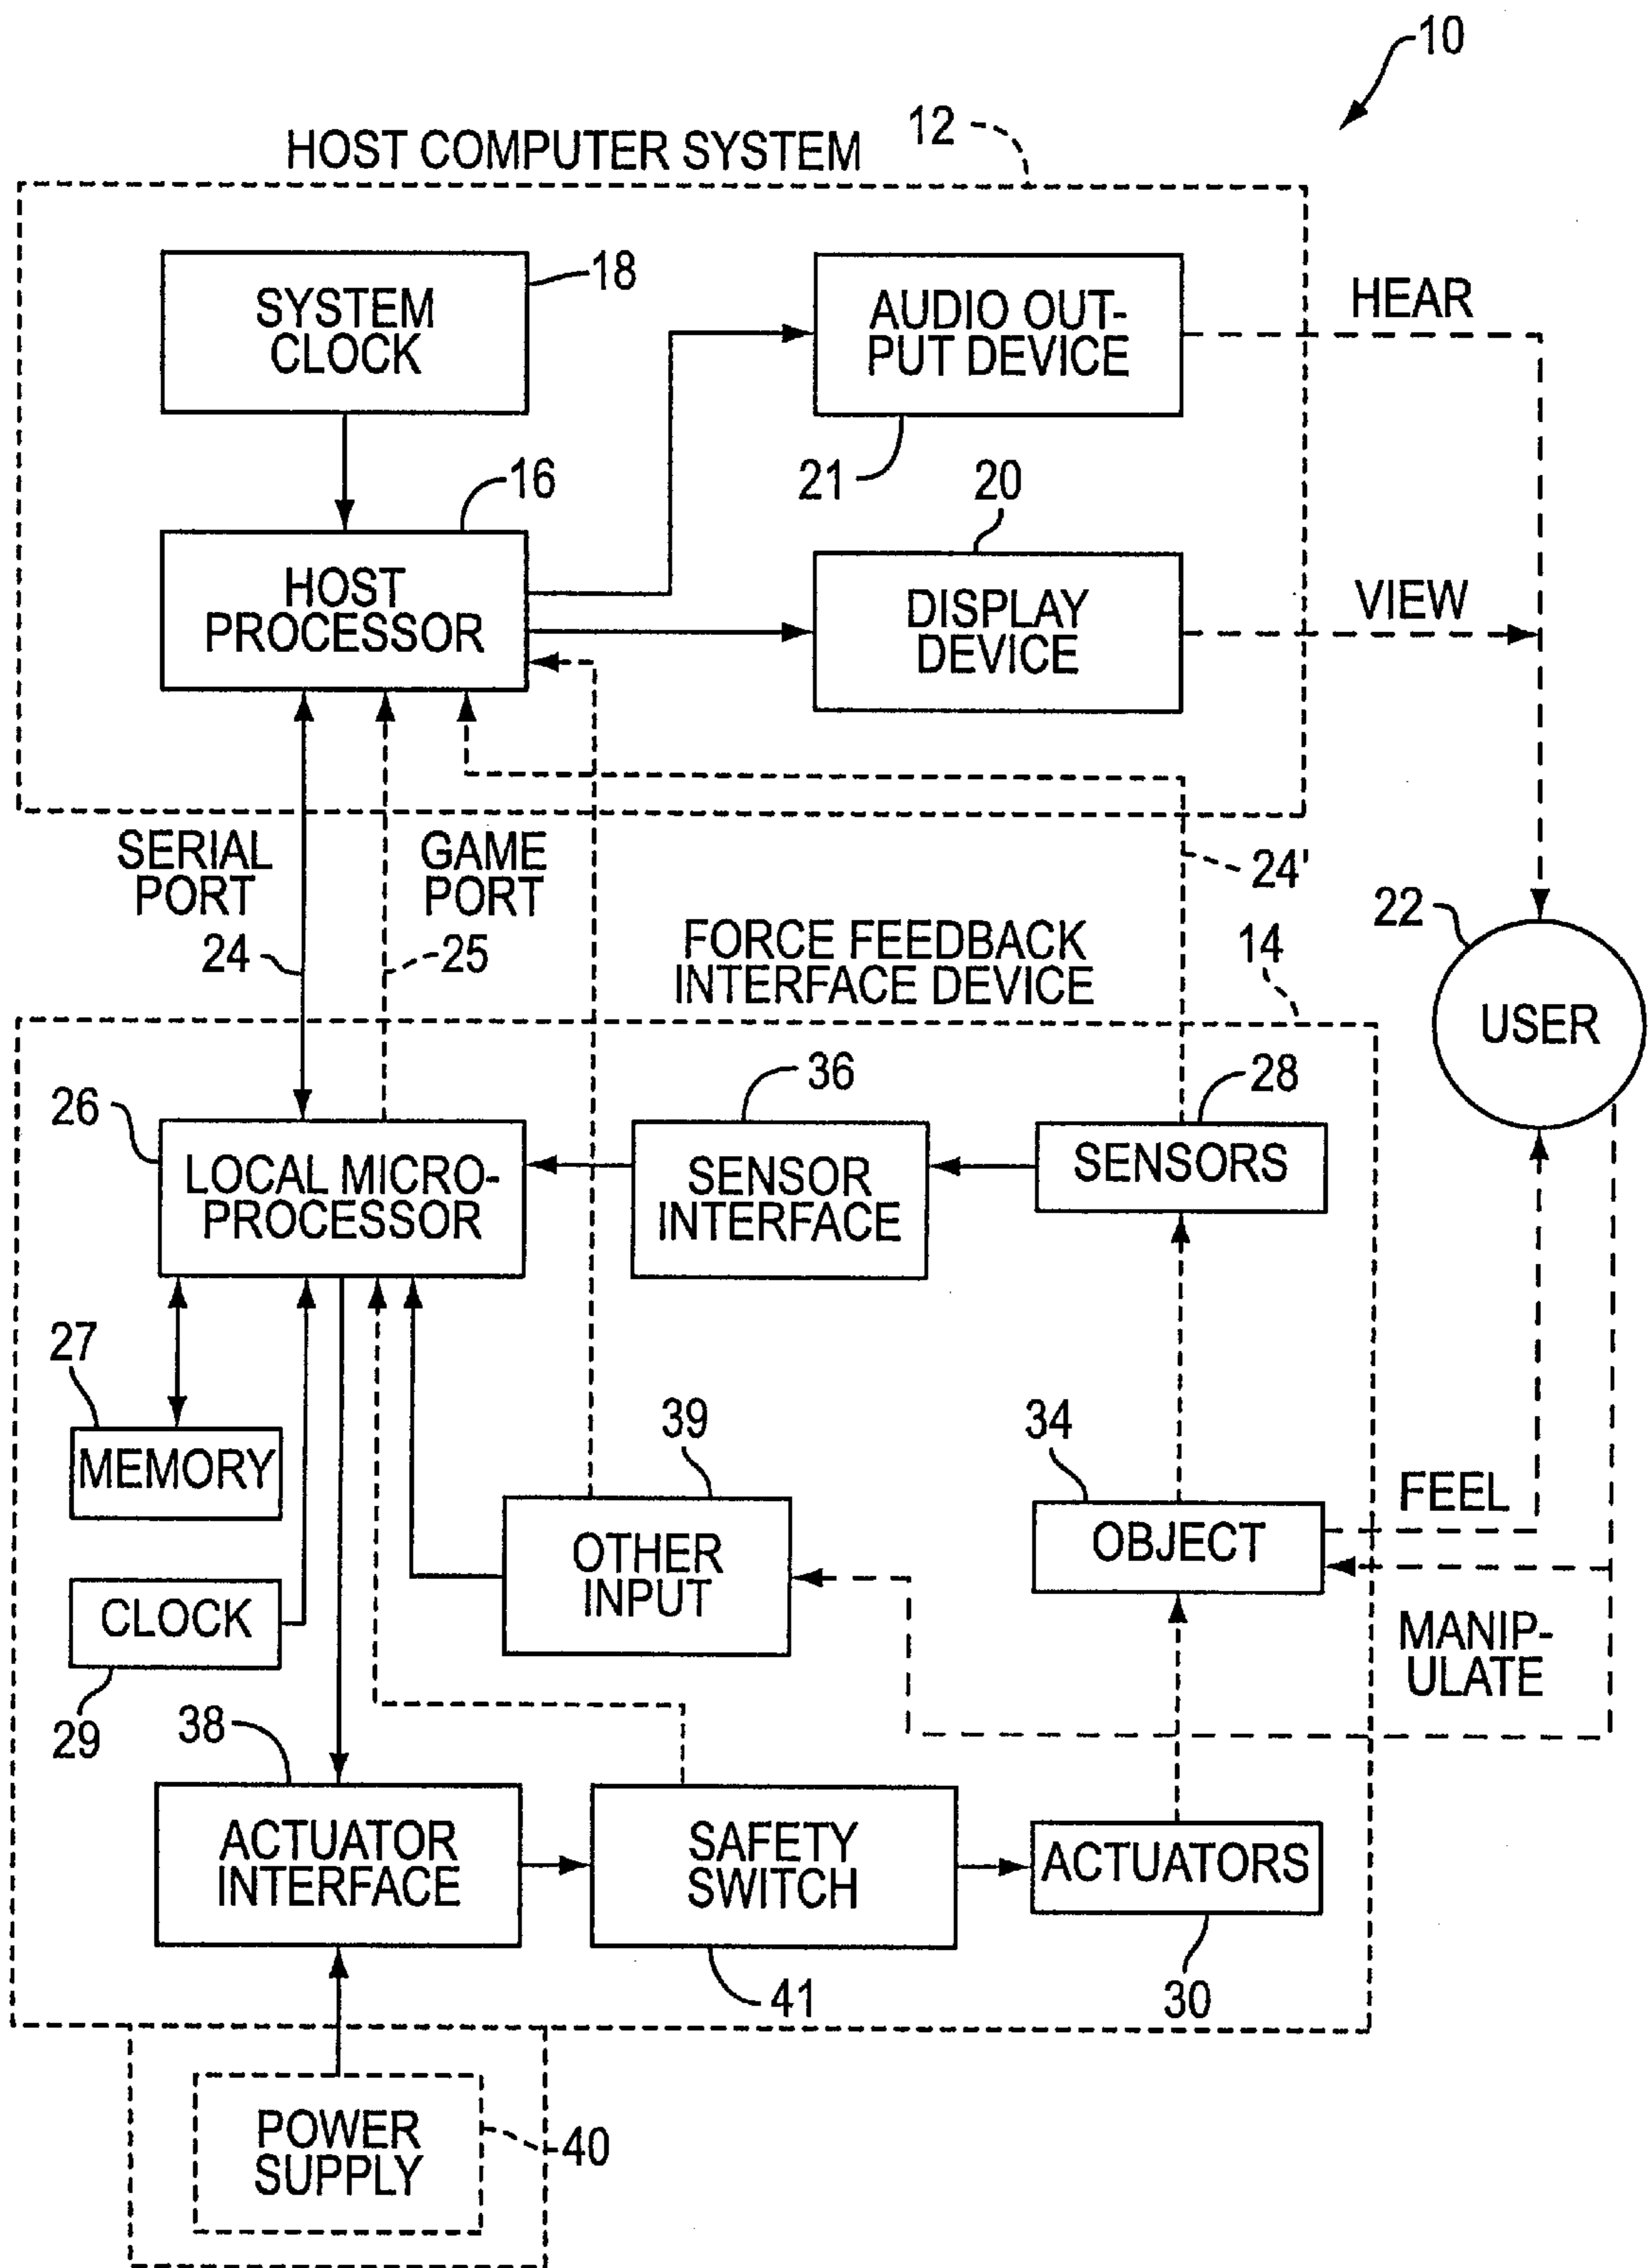 10
12
HOST COMPUTER SYSTEM
18
SYSTEM
CLOCK
AUDIO OUT-
PUT DEVICE
HEAR
16
21
20
HOST
PROCESSOR
DISPLAY
DEVICE
VIEW
SERIAL
PORT
GAME
PORT
24'
24
25
FORCE FEEDBACK
INTERFACE DEVICE
14
22
USER
26
36
28
LOCAL MICRO-
PROCESSOR
SENSOR
INTERFACE
SENSORS
27
MEMORY
39
34
FEEL
OTHER
INPUT
OBJECT
CLOCK
MANIP-
ULATE
29
38
ACTUATOR
INTERFACE
SAFETY
SWITCH
ACTUATORS
41
30
POWER
SUPPLY
40